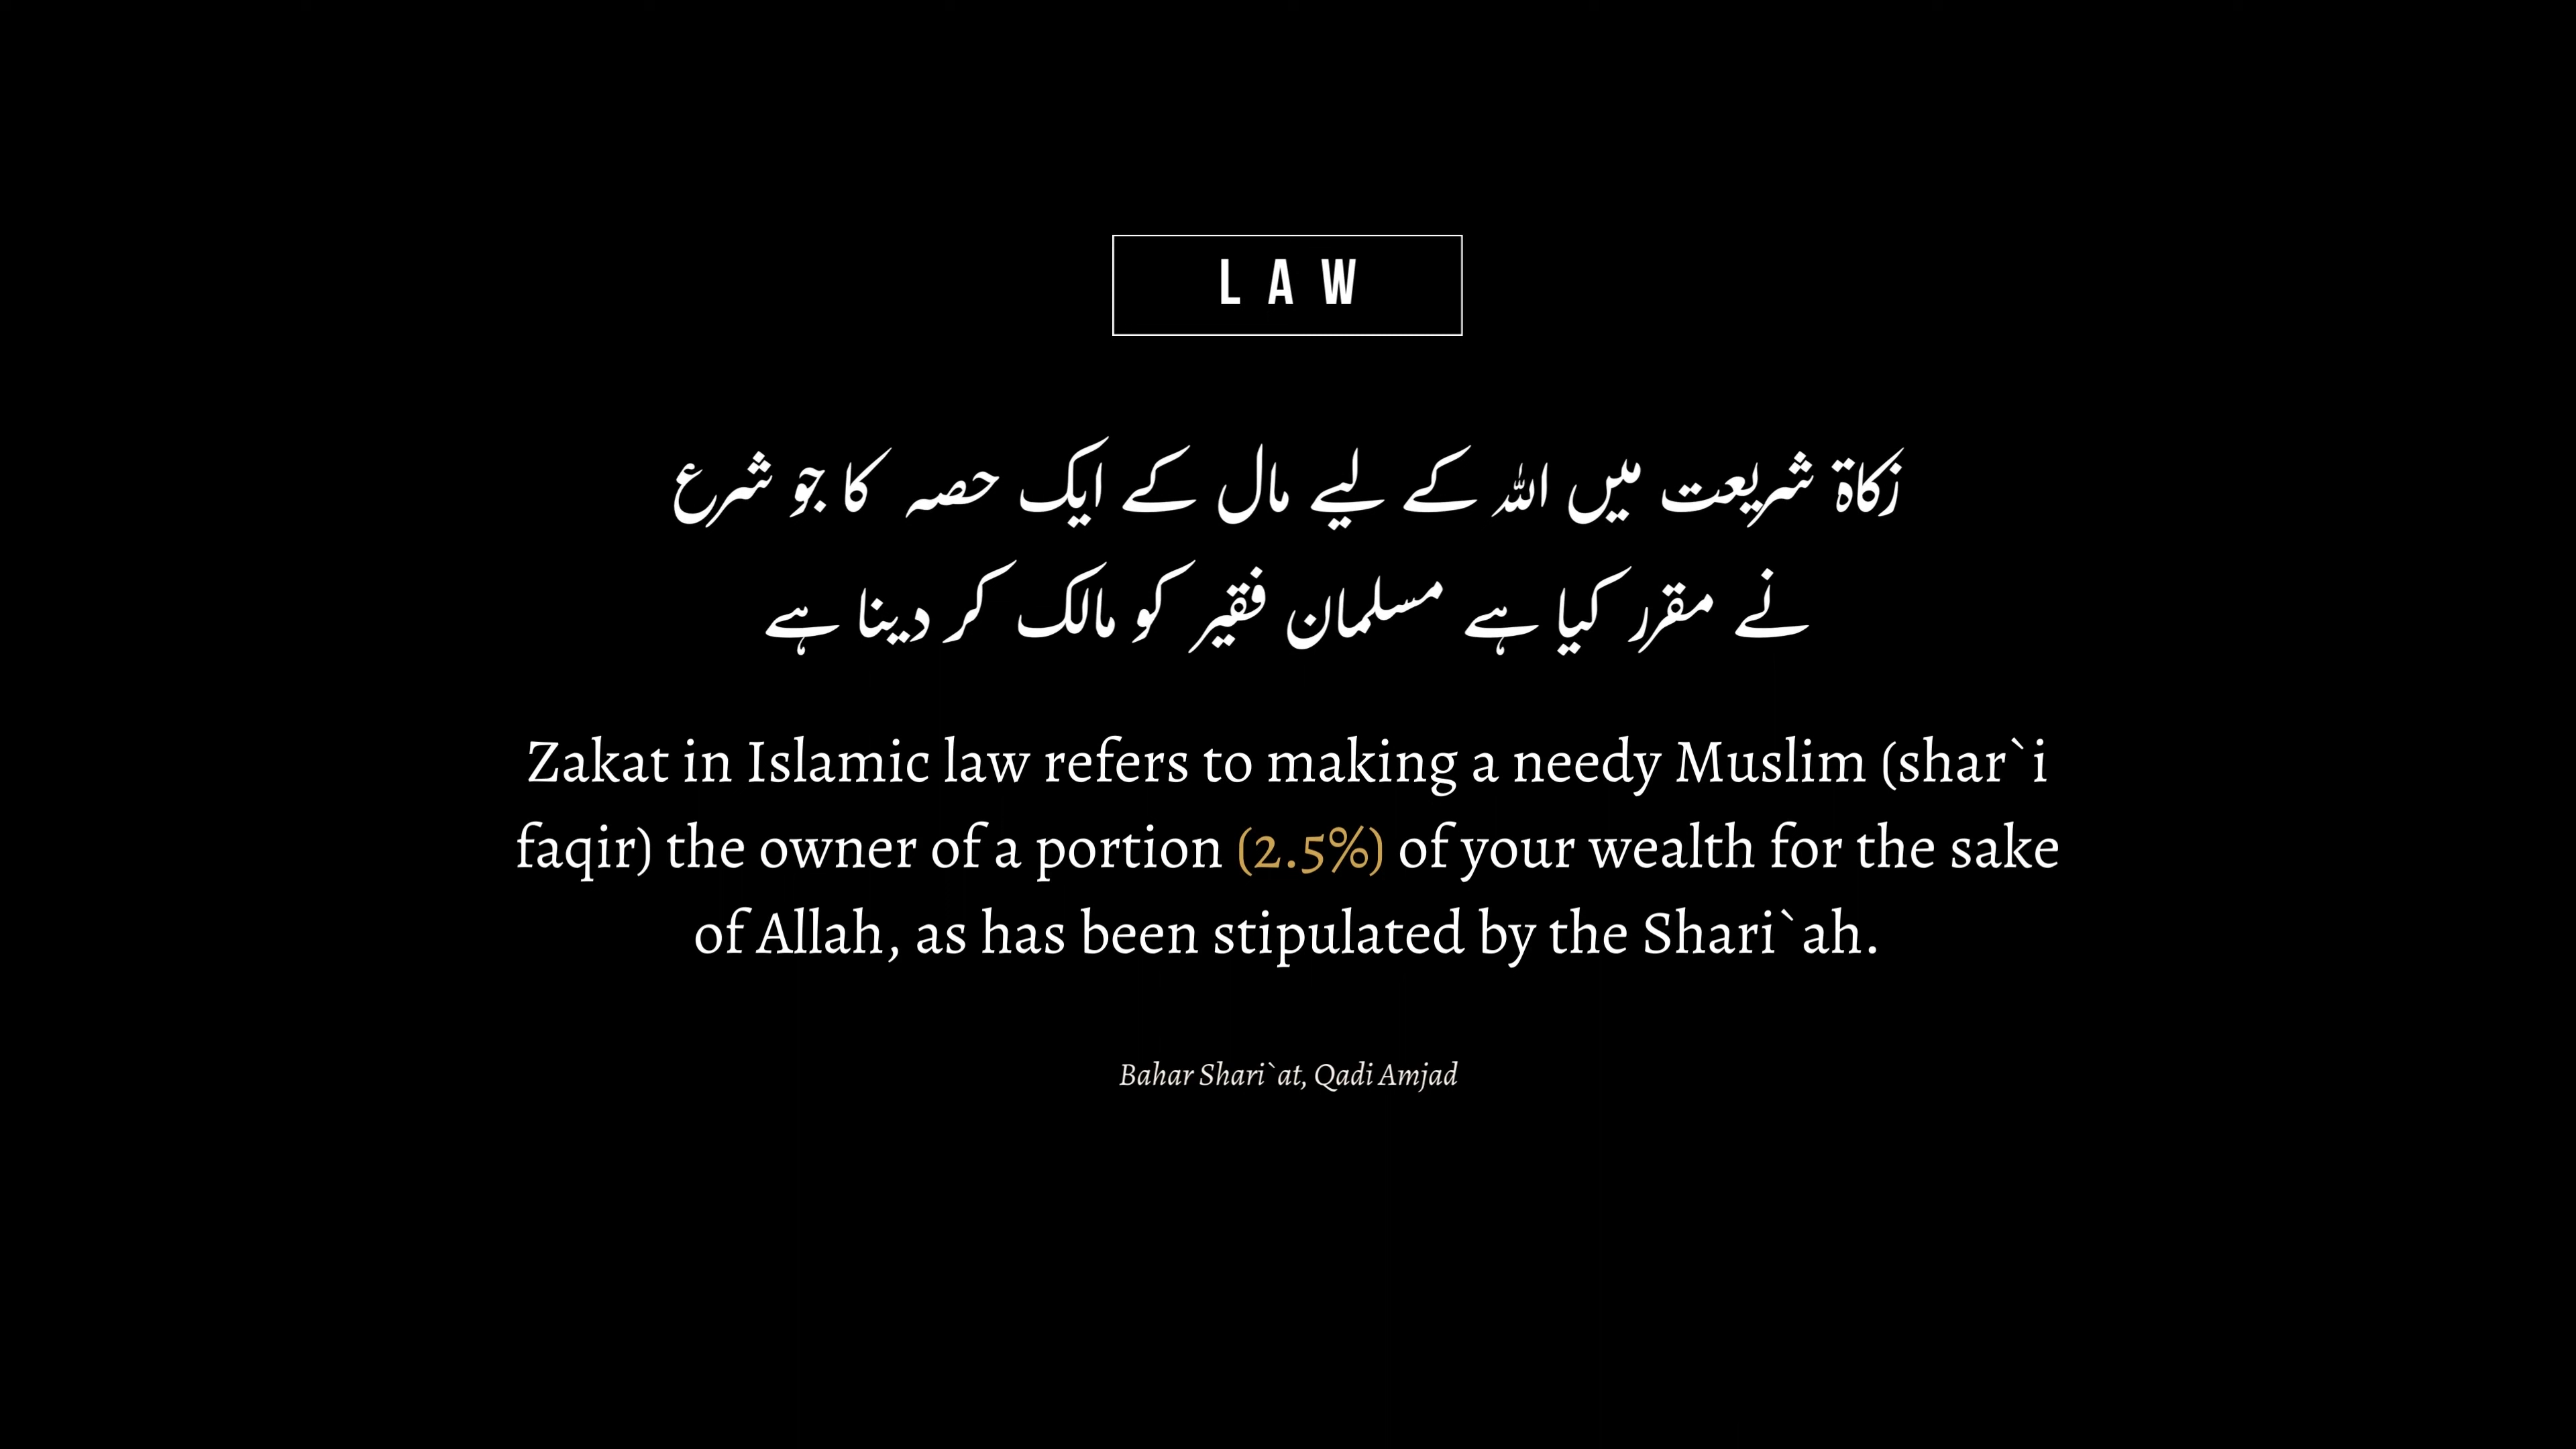 LAW
زکاۃ شریعت میں اللہ کے لیے مال کے ایک حصہ کا جو شرع
نے مقرر کیا ہے مسلمان فقیر کو مالک کر دینا ہے
Zakat in Islamic law refers to making a needy Muslim (shar`i
faqir) the owner of a portion (2.5%) of your wealth for the sake
of Allah, as has been stipulated by the Shari`ah.
Bahar Shari`at, Qadi Amjad